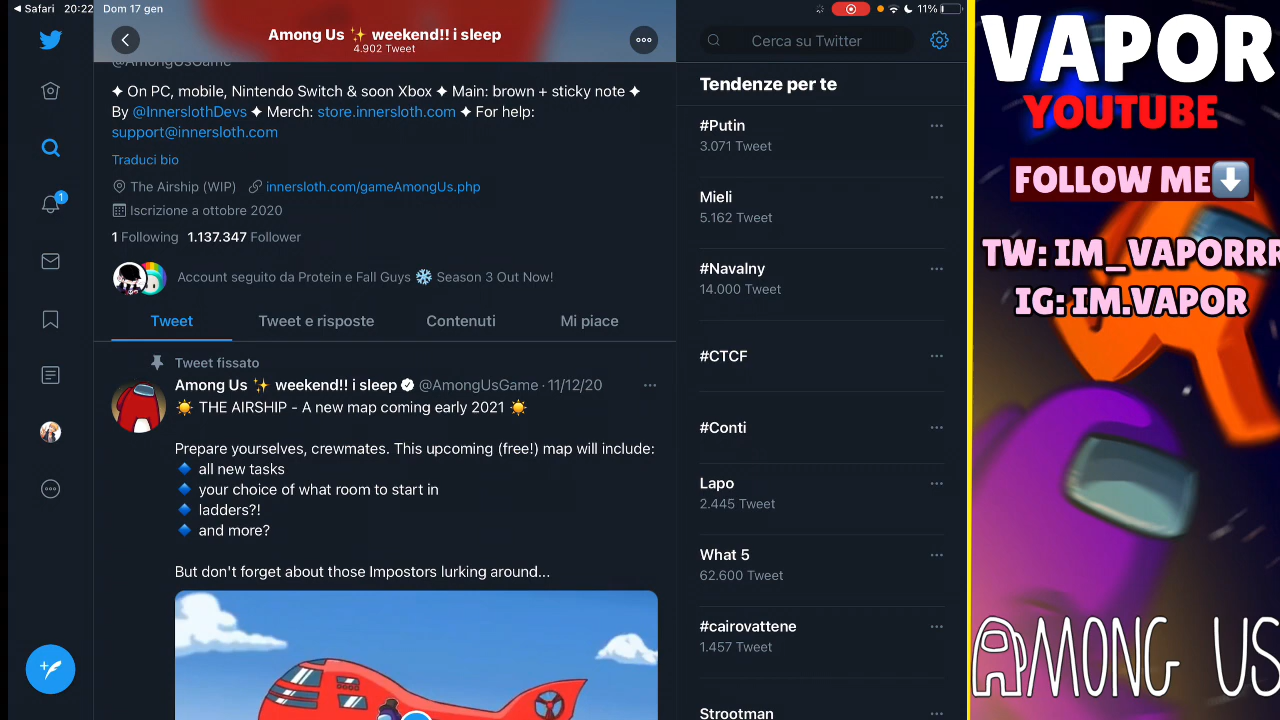 Safari 20:22 Dom 17 gen
11%
Among Us ✨ weekend!! i sleep
4.902 Tweet
@AmongUsGame
✦ On PC, mobile, Nintendo Switch & soon Xbox ✦ Main: brown + sticky note ✦
By @InnerslothDevs ✦ Merch: store.innersloth.com ✦ For help:
support@innersloth.com
Traduci bio
The Airship (WIP) innersloth.com/gameAmongUs.php
Iscrizione a ottobre 2020
1 Following 1.137.347 Follower
Account seguito da Protein e Fall Guys ❄️ Season 3 Out Now!
Tweet Tweet e risposte Contenuti Mi piace
Tweet fissato
Among Us ✨ weekend!! i sleep @AmongUsGame · 11/12/20
☀️ THE AIRSHIP - A new map coming early 2021 ☀️
Prepare yourselves, crewmates. This upcoming (free!) map will include:
🔹 all new tasks
🔹 your choice of what room to start in
🔹 ladders?!
🔹 and more?
But don't forget about those Impostors lurking around...
1
Cerca su Twitter
Tendenze per te
#Putin
3.071 Tweet
Mieli
5.162 Tweet
#Navalny
14.000 Tweet
#CTCF
#Conti
Lapo
2.445 Tweet
What 5
62.600 Tweet
#cairovattene
1.457 Tweet
Strootman
VAPOR
YOUTUBE
FOLLOW ME⬇️
TW: IM_VAPORRR
IG: IM.VAPOR
AMONG US